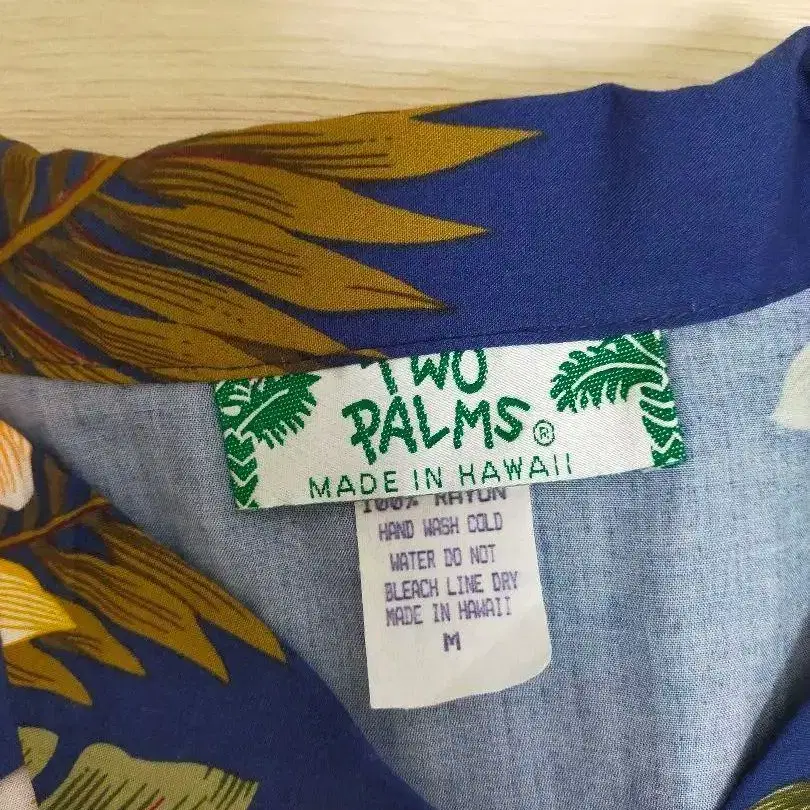 TWO
PALMS®
MADE IN HAWAII
100% RAYON
HAND WASH COLD
WATER DO NOT
BLEACH LINE DRY
MADE IN HAWAII
M